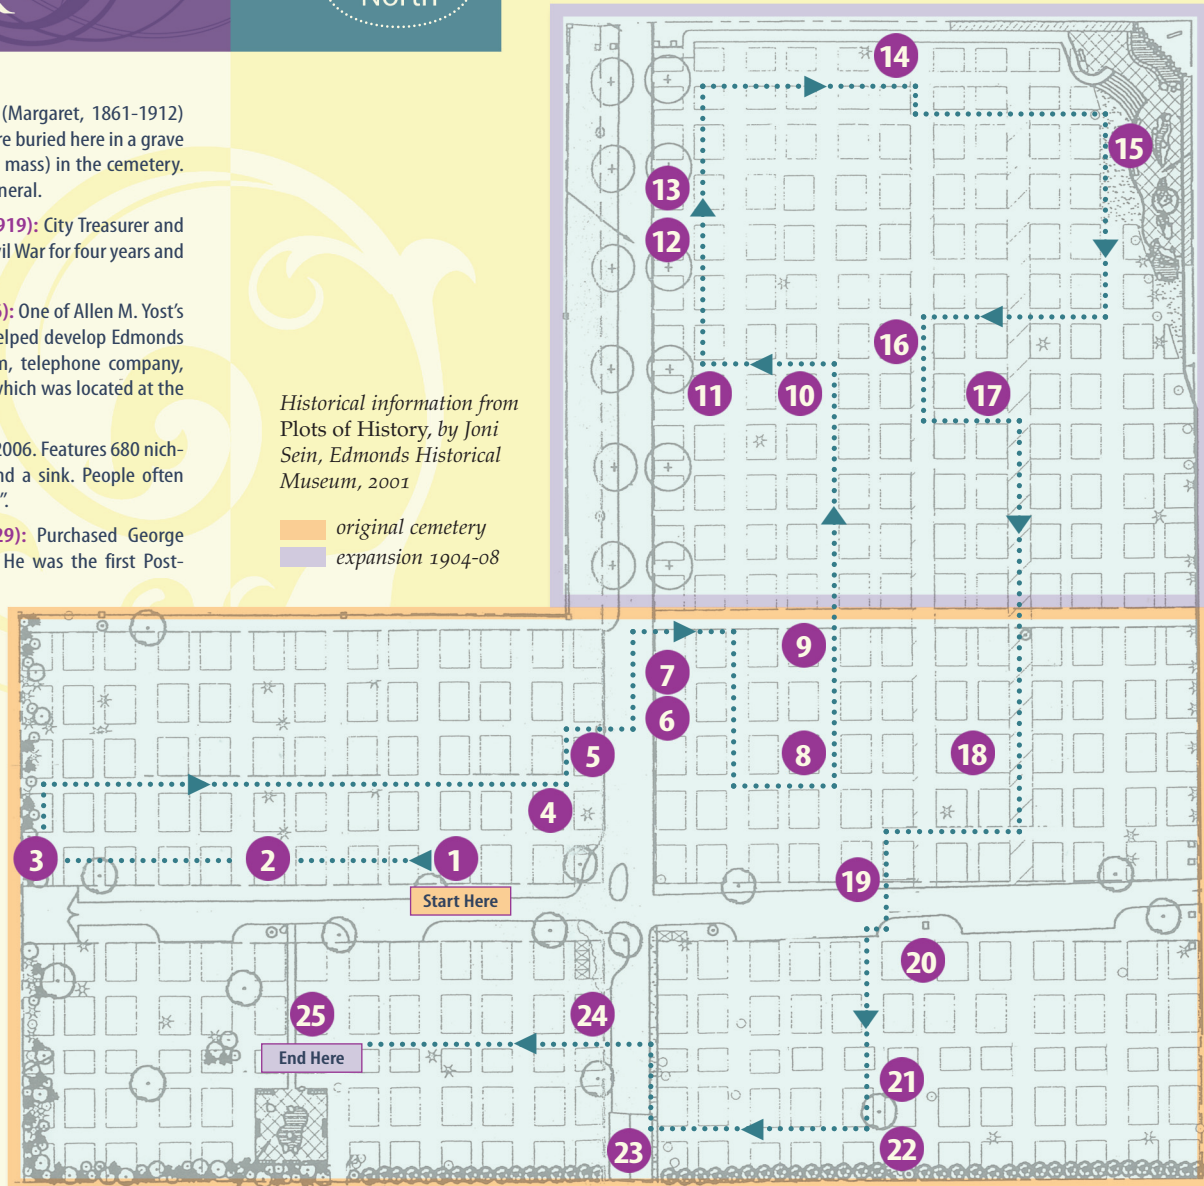 North
(Margaret, 1861-1912)
re buried here in a grave
mass) in the cemetery.
neral.
919): City Treasurer and
vil War for four years and
5): One of Allen M. Yost's
elped develop Edmonds
n, telephone company,
which was located at the
2006. Features 680 nich-
nd a sink. People often
".
29): Purchased George
He was the first Post-
Historical information from
Plots of History, by Joni
Sein, Edmonds Historical
Museum, 2001
original cemetery
expansion 1904-08
14
15
13
12
16
11
10
17
9
7
6
5
8
18
4
3
2
1
19
Start Here
20
25
24
End Here
21
23
22